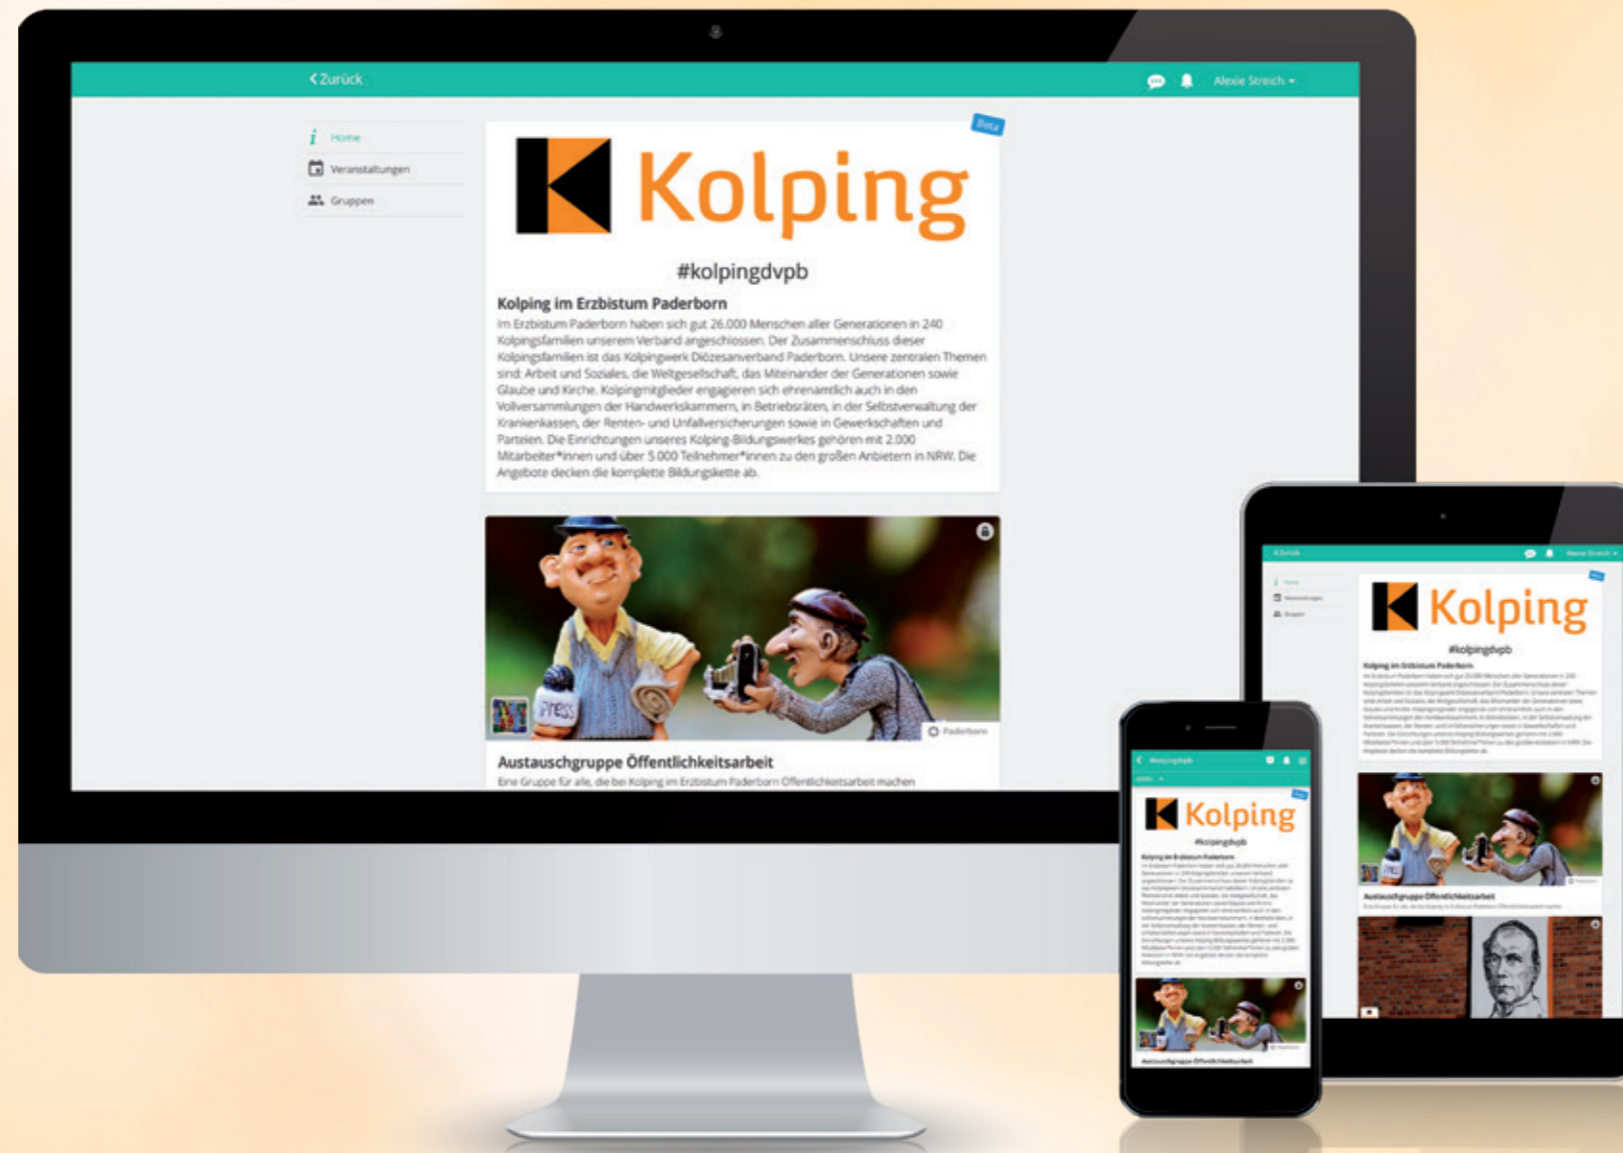 Zurück
Alexie Streich
Home
Veranstaltungen
Gruppen
Beta
Kolping
#kolpingdvpb
Kolping im Erzbistum Paderborn
Im Erzbistum Paderborn haben sich gut 26.000 Menschen aller Generationen in 240
Kolpingsfamilien unserem Verband angeschlossen. Der Zusammenschluss dieser
Kolpingsfamilien ist das Kolpingwerk Diözesanverband Paderborn. Unsere zentralen Themen
sind: Arbeit und Soziales, die Weltgesellschaft, das Miteinander der Generationen sowie
Glaube und Kirche. Kolpingmitglieder engagieren sich ehrenamtlich auch in den
Vollversammlungen der Handwerkskammern, in Betriebsräten, in der Selbstverwaltung der
Krankenkassen, der Renten- und Unfallversicherungen sowie in Gewerkschaften und
Parteien. Die Einrichtungen unseres Kolping-Bildungswerkes gehören mit 2.000
Mitarbeiter*innen und über 5.000 Teilnehmer*innen zu den großen Anbietern in NRW. Die
Angebote decken die komplette Bildungskette ab.
Press
Paderborn
Austauschgruppe Öffentlichkeitsarbeit
Eine Gruppe für alle, die bei Kolping im Erzbistum Paderborn Öffentlichkeitsarbeit machen
Zurück
Alexie Streich
Home
Veranstaltungen
Gruppen
Kolping
#kolpingdvpb
Kolping im Erzbistum Paderborn
Austauschgruppe Öffentlichkeitsarbeit
#kolpingdvpb
Kolping
#kolpingdvpb
Kolping im Erzbistum Paderborn
Austauschgruppe Öffentlichkeitsarbeit